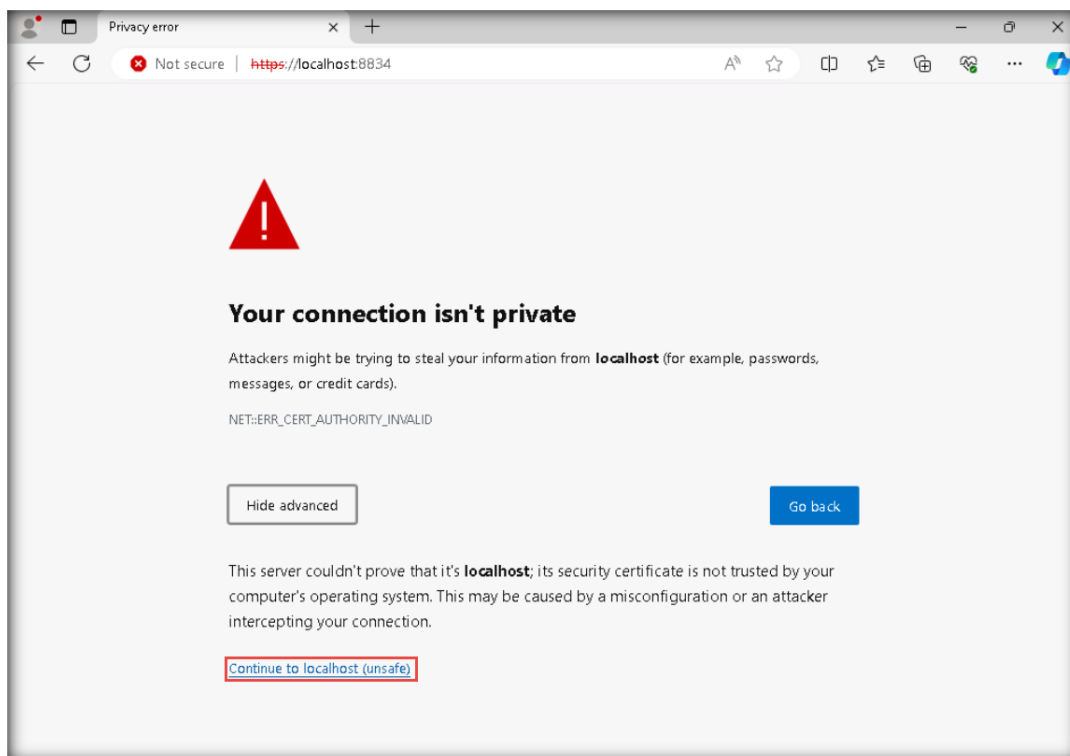 Privacy error
Not secure | https://localhost:8834
Your connection isn't private
Attackers might be trying to steal your information from localhost (for example, passwords,
messages, or credit cards).
NET::ERR_CERT_AUTHORITY_INVALID
Hide advanced
Go back
This server couldn't prove that it's localhost; its security certificate is not trusted by your
computer's operating system. This may be caused by a misconfiguration or an attacker
intercepting your connection.
Continue to localhost (unsafe)